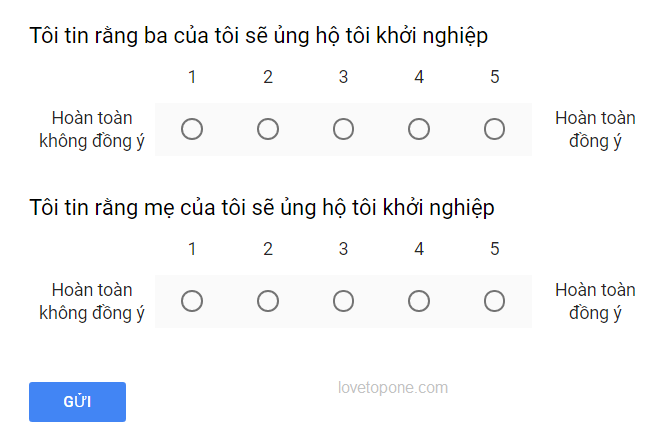 Tôi tin rằng ba của tôi sẽ ủng hộ tôi khởi nghiệp
1 2 3 4 5
Hoàn toàn
không đồng ý
Hoàn toàn
đồng ý
Tôi tin rằng mẹ của tôi sẽ ủng hộ tôi khởi nghiệp
1 2 3 4 5
Hoàn toàn
không đồng ý
Hoàn toàn
đồng ý
GỬI
lovetopone.com